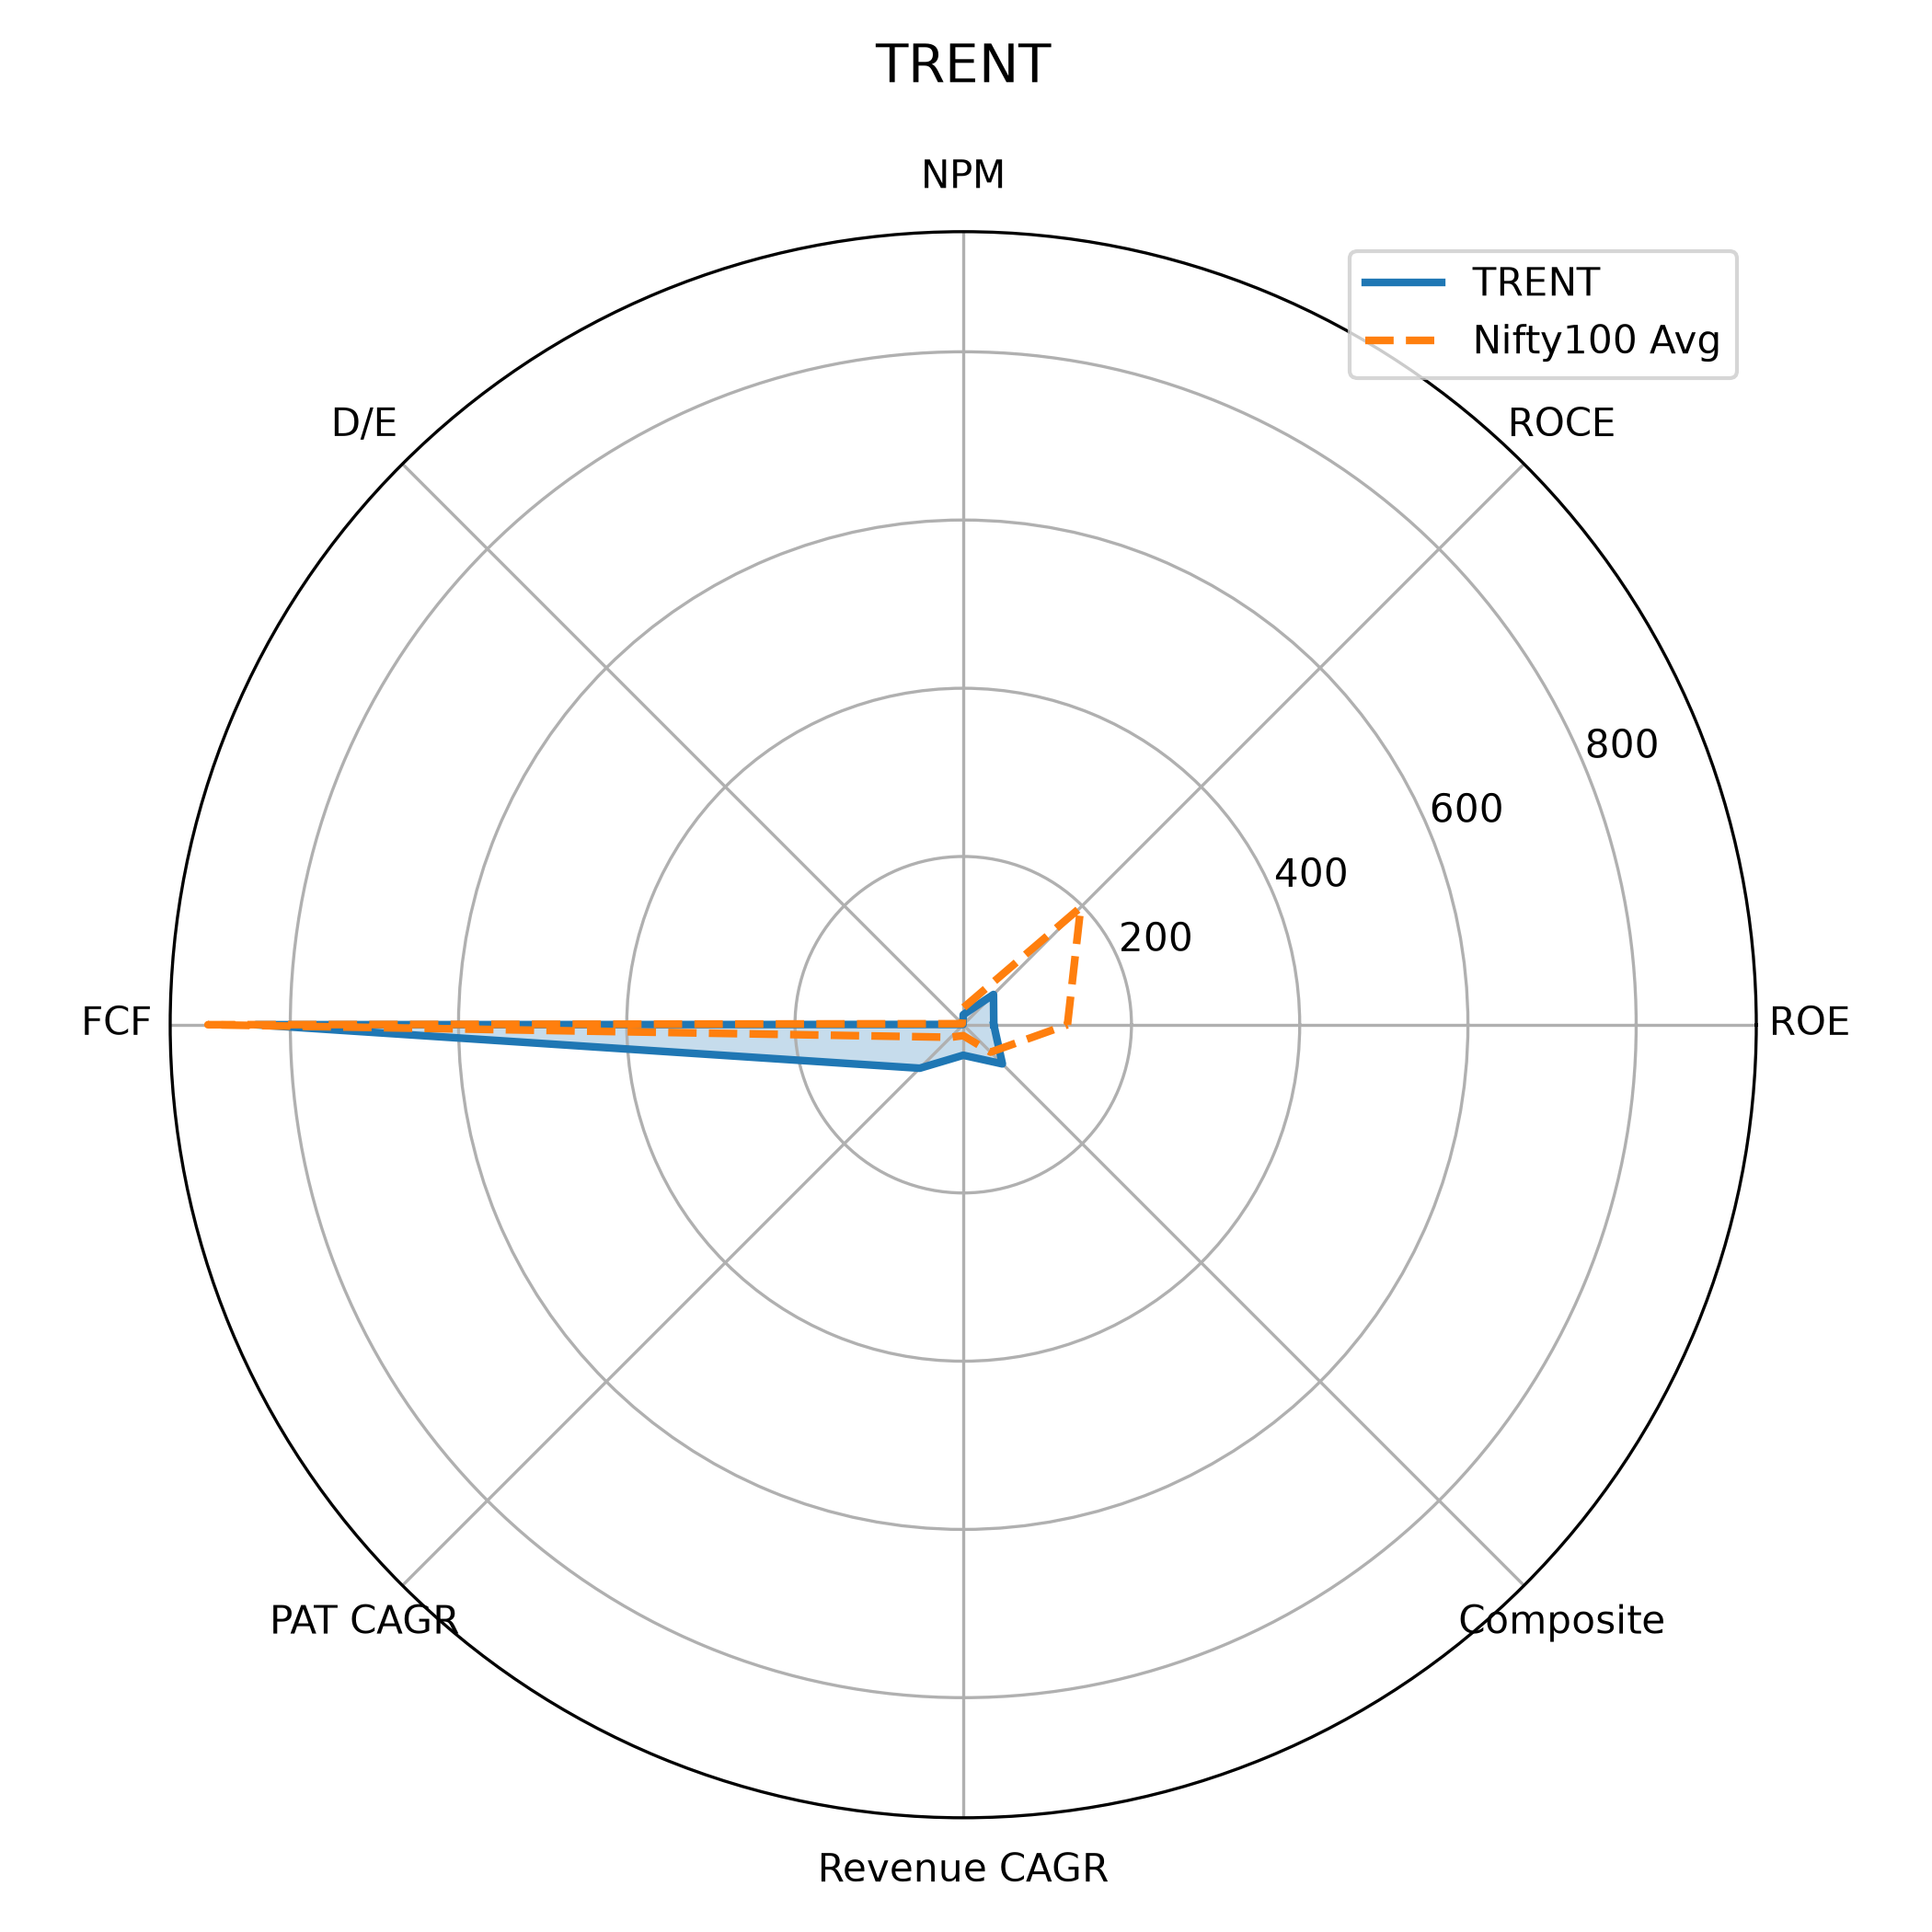 TRENT
NPM
TRENT
Nifty100 Avg
D/E
ROCE
800
600
400
200
FCF
ROE
PAT CAGR
Composite
Revenue CAGR